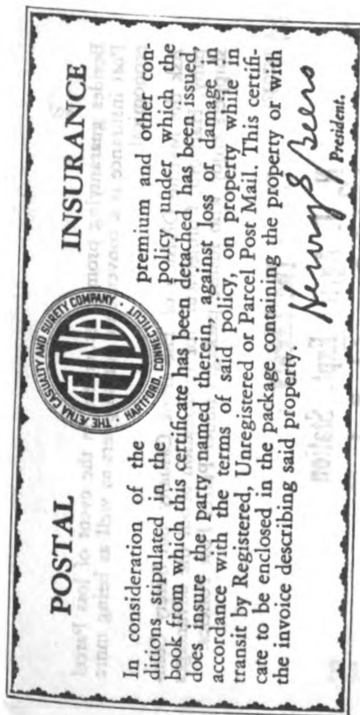 POSTAL INSURANCE
THE ÆTNA CASUALTY AND SURETY COMPANY · HARTFORD, CONNECTICUT ·
ÆTNA
In consideration of the premium and other con-
ditions stipulated in the policy under which the
book from which this certificate has been detached has been issued,
does insure the party named therein, against loss or damage in
accordance with the terms of said policy, on property while in
transit by Registered, Unregistered or Parcel Post Mail. This certifi-
cate to be enclosed in the package containing the property or with
the invoice describing said property.
Henry S Beers
President.
Station